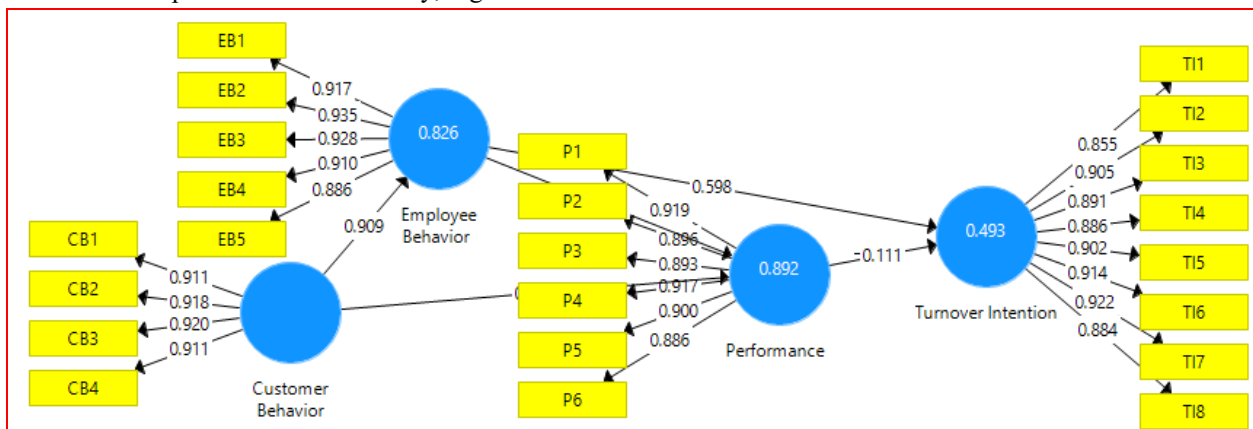 EB1
EB2
EB3
EB4
EB5
0.917
0.935
0.928
0.910
0.886
0.826
Employee
Behavior
0.909
CB1
CB2
CB3
CB4
0.911
0.918
0.920
0.911
Customer
Behavior
P1
P2
P3
P4
P5
P6
0.919
0.896
0.893
0.917
0.900
0.886
0.892
Performance
0.598
0.111
0.493
Turnover Intention
0.855
0.905
0.891
0.886
0.902
0.914
0.922
0.884
TI1
TI2
TI3
TI4
TI5
TI6
TI7
TI8